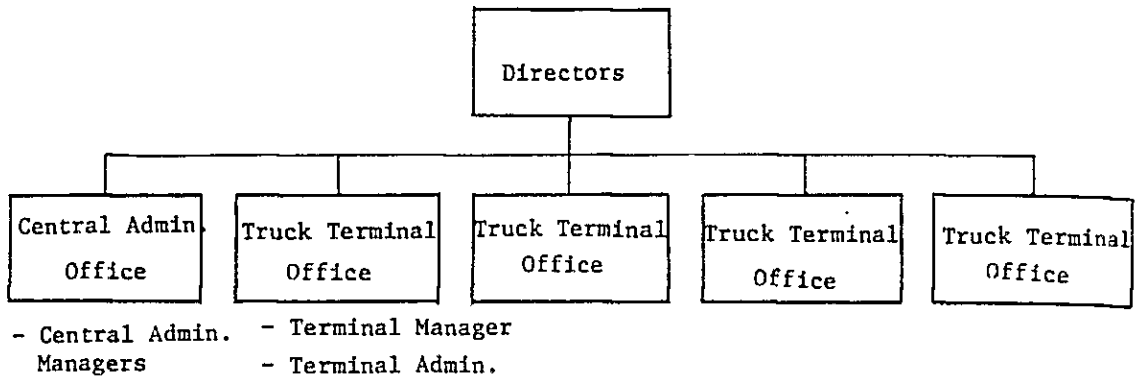 Directors
Central Admin.
Office
Truck Terminal
Office
Truck Terminal
Office
Truck Terminal
Office
Truck Terminal
Office
- Central Admin.
Managers
- Terminal Manager
- Terminal Admin.